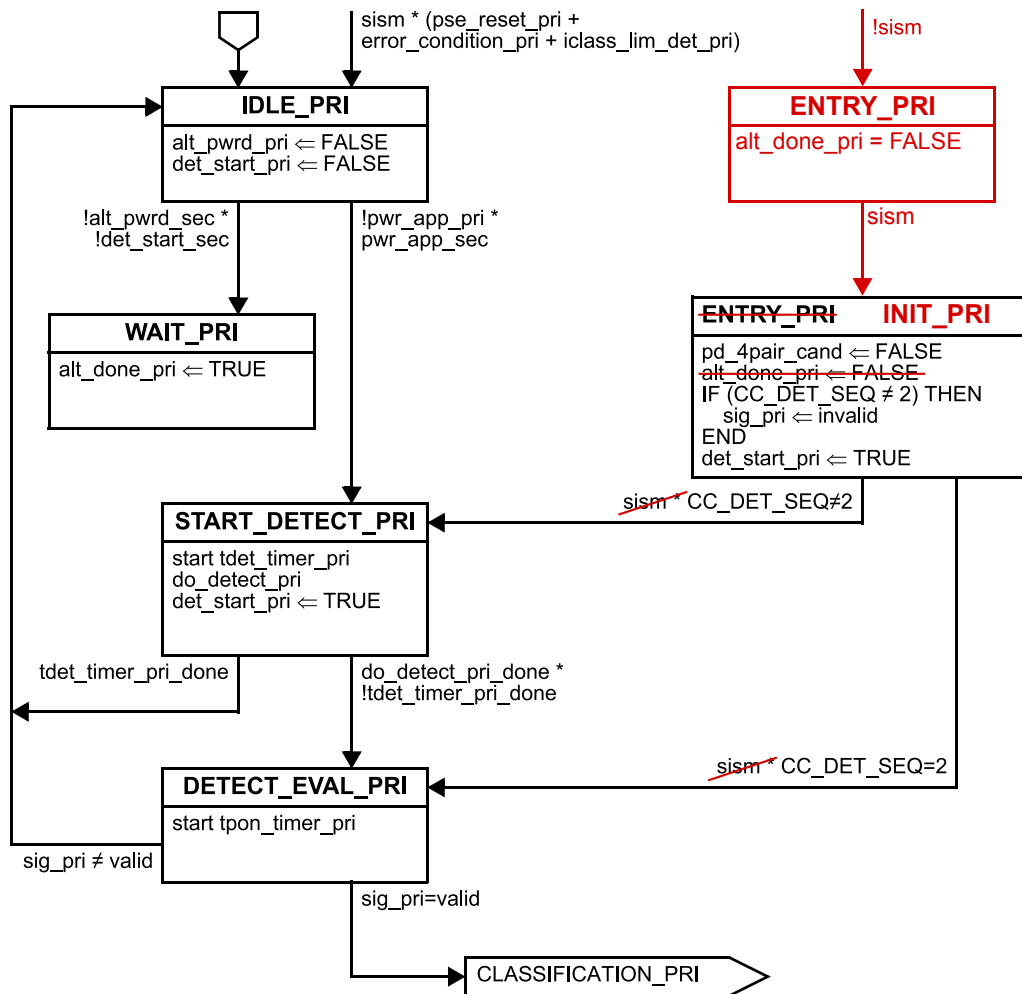 sism * (pse_reset_pri +
error_condition_pri + iclass_lim_det_pri)
!sism
IDLE_PRI
alt_pwrd_pri ⇐ FALSE
det_start_pri ⇐ FALSE
ENTRY_PRI
alt_done_pri = FALSE
!alt_pwrd_sec *
!det_start_sec
!pwr_app_pri *
pwr_app_sec
sism
WAIT_PRI
alt_done_pri ⇐ TRUE
ENTRY_PRI INIT_PRI
pd_4pair_cand ⇐ FALSE
alt_done_pri ⇐ FALSE
IF (CC_DET_SEQ ≠ 2) THEN
sig_pri ⇐ invalid
END
det_start_pri ⇐ TRUE
sism * CC_DET_SEQ≠2
START_DETECT_PRI
start tdet_timer_pri
do_detect_pri
det_start_pri ⇐ TRUE
tdet_timer_pri_done
do_detect_pri_done *
!tdet_timer_pri_done
sism * CC_DET_SEQ=2
DETECT_EVAL_PRI
start tpon_timer_pri
sig_pri ≠ valid
sig_pri=valid
CLASSIFICATION_PRI